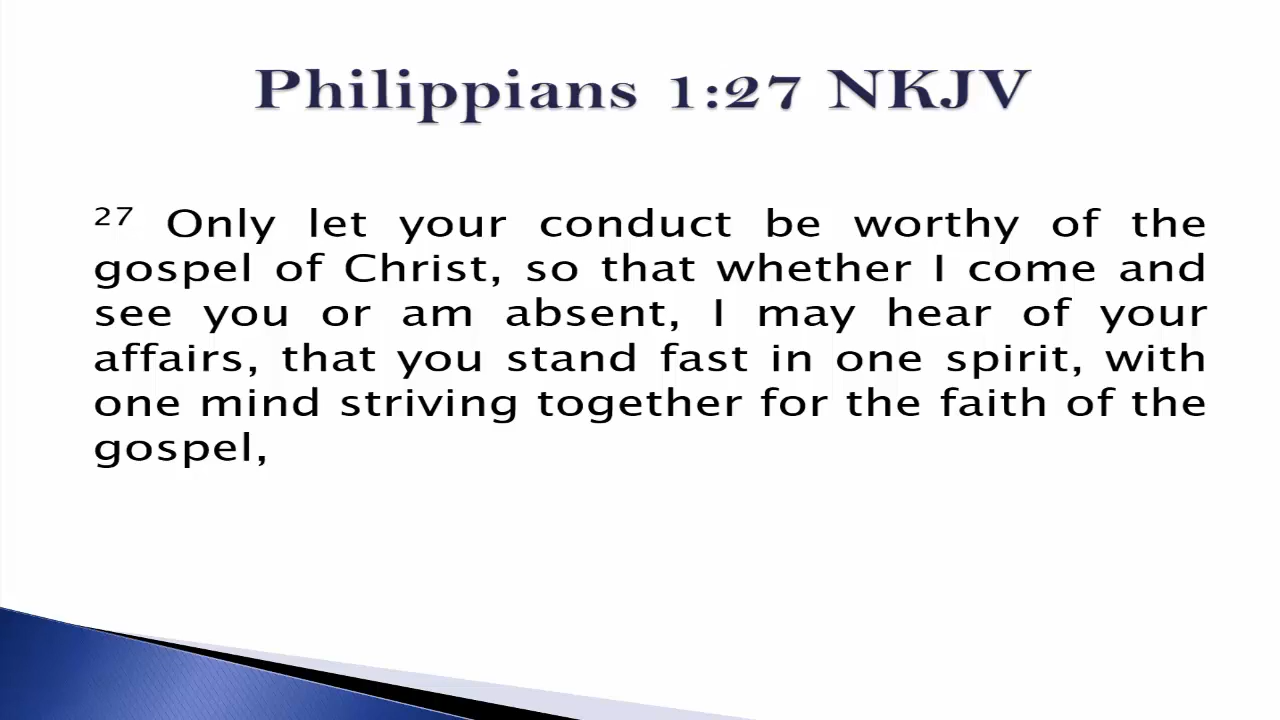 Philippians 1:27 NKJV
27 Only let your conduct be worthy of the
gospel of Christ, so that whether I come and
see you or am absent, I may hear of your
affairs, that you stand fast in one spirit, with
one mind striving together for the faith of the
gospel,